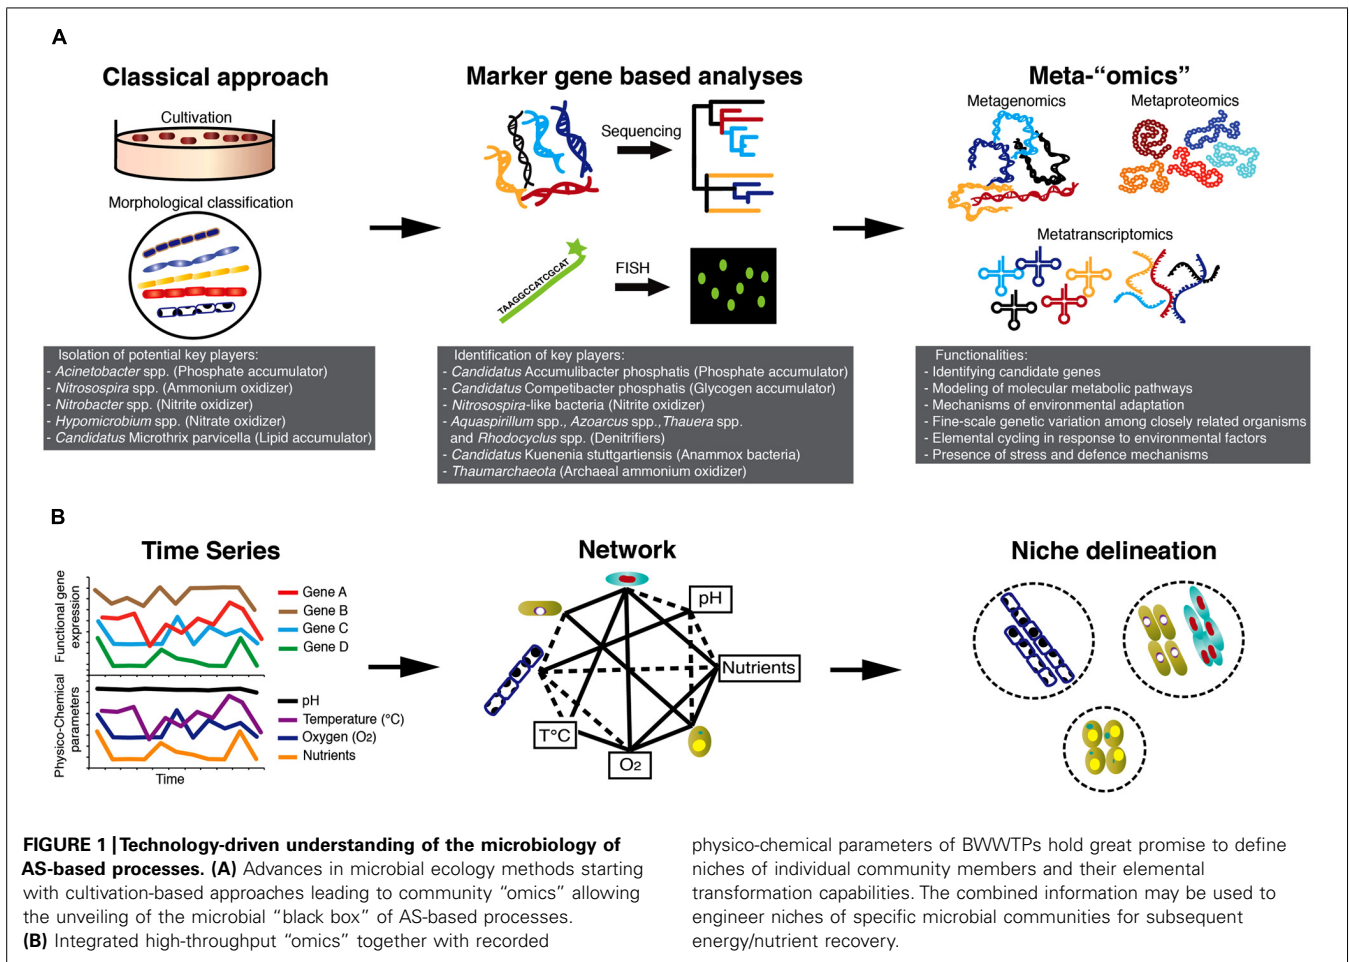 A
Classical approach
Cultivation
Morphological classification
Isolation of potential key players:
- Acinetobacter spp. (Phosphate accumulator)
- Nitrosospira spp. (Ammonium oxidizer)
- Nitrobacter spp. (Nitrite oxidizer)
- Hypomicrobium spp. (Nitrate oxidizer)
- Candidatus Microthrix parvicella (Lipid accumulator)
Marker gene based analyses
Sequencing
TAAGGCCATCGCAT
FISH
Identification of key players:
- Candidatus Accumulibacter phosphatis (Phosphate accumulator)
- Candidatus Competibacter phosphatis (Glycogen accumulator)
- Nitrosospira-like bacteria (Nitrite oxidizer)
- Aquaspirillum spp., Azoarcus spp.,Thauera spp.
and Rhodocyclus spp. (Denitrifiers)
- Candidatus Kuenenia stuttgartiensis (Anammox bacteria)
- Thaumarchaeota (Archaeal ammonium oxidizer)
Meta-“omics”
Metagenomics
Metaproteomics
Metatranscriptomics
Functionalities:
- Identifying candidate genes
- Modeling of molecular metabolic pathways
- Mechanisms of environmental adaptation
- Fine-scale genetic variation among closely related organisms
- Elemental cycling in response to environmental factors
- Presence of stress and defence mechanisms
B
Time Series
Functional gene
expression
Gene A
Gene B
Gene C
Gene D
Physico-Chemical
parameters
pH
Temperature (°C)
Oxygen (O2)
Nutrients
Time
Network
pH
Nutrients
T°C
O2
Niche delineation
FIGURE 1 | Technology-driven understanding of the microbiology of
AS-based processes. (A) Advances in microbial ecology methods starting
with cultivation-based approaches leading to community “omics” allowing
the unveiling of the microbial “black box” of AS-based processes.
(B) Integrated high-throughput “omics” together with recorded
physico-chemical parameters of BWWTPs hold great promise to define
niches of individual community members and their elemental
transformation capabilities. The combined information may be used to
engineer niches of specific microbial communities for subsequent
energy/nutrient recovery.